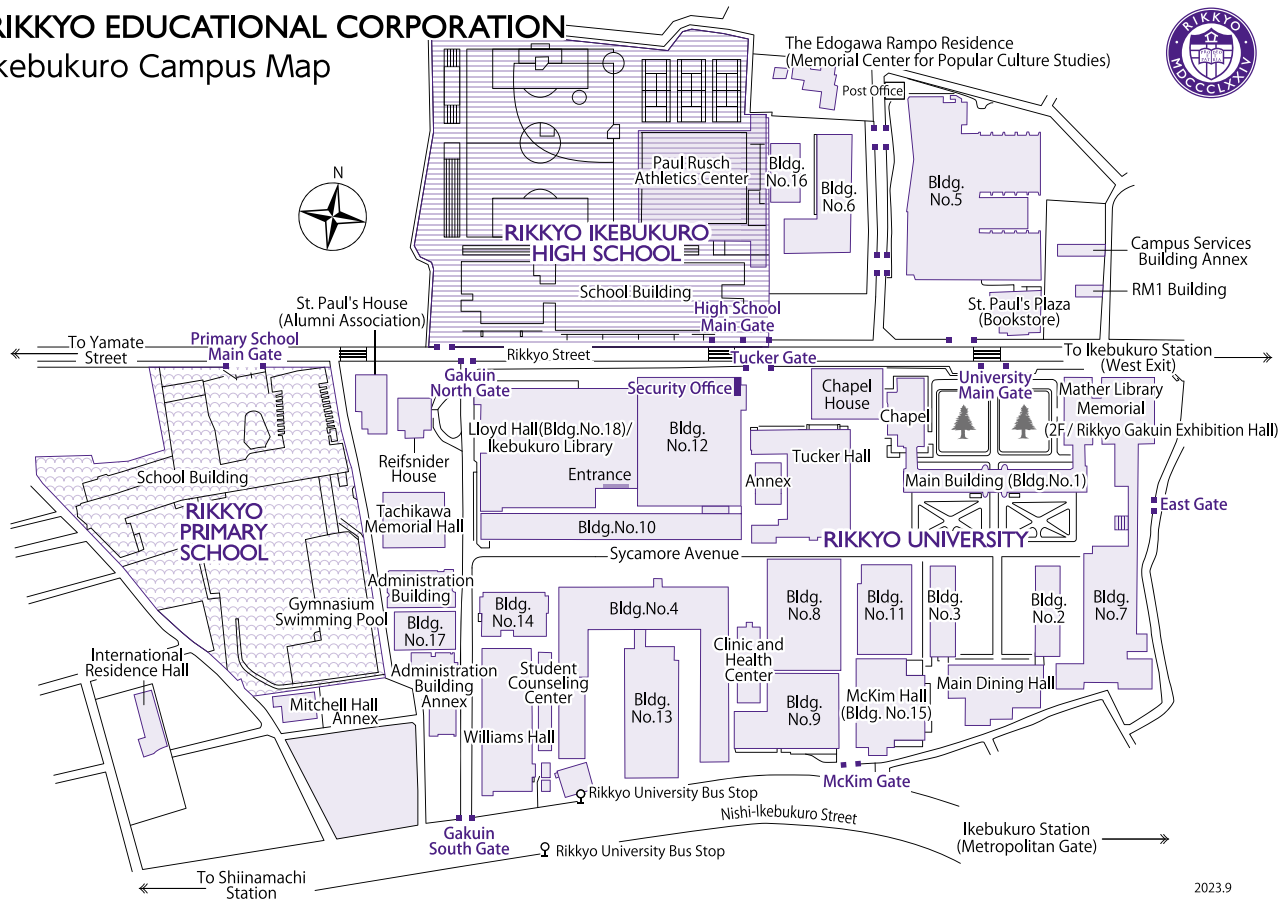 RIKKYO EDUCATIONAL CORPORATION
kebukuro Campus Map
RIKKYO
MDCCCLXXIV
The Edogawa Rampo Residence
(Memorial Center for Popular Culture Studies)
Post Office
N
Paul Rusch
Athletics Center
Bldg.
No.16
Bldg.
No.6
Bldg.
No.5
RIKKYO IKEBUKURO
HIGH SCHOOL
School Building
Campus Services
Building Annex
RM1 Building
St. Paul's House
(Alumni Association)
High School
Main Gate
St. Paul's Plaza
(Bookstore)
To Yamate
Street
Primary School
Main Gate
Rikkyo Street
Tucker Gate
To Ikebukuro Station
(West Exit)
Gakuin
North Gate
Security Office
Chapel
House
University
Main Gate
Chapel
Mather Library
Memorial
(2F / Rikkyo Gakuin Exhibition Hall)
Lloyd Hall(Bldg.No.18)/
Ikebukuro Library
Bldg.
No.12
Entrance
Tucker Hall
Annex
Reifsnider
House
School Building
Main Building (Bldg.No.1)
East Gate
Tachikawa
Memorial Hall
RIKKYO
PRIMARY
SCHOOL
Bldg.No.10
RIKKYO UNIVERSITY
Sycamore Avenue
Administration
Building
Gymnasium
Swimming Pool
Bldg.
No.17
Bldg.
No.14
Bldg.No.4
Bldg.
No.8
Bldg.
No.11
Bldg.
No.3
Bldg.
No.2
Bldg.
No.7
International
Residence Hall
Administration
Building
Annex
Student
Counseling
Center
Clinic and
Health
Center
Mitchell Hall
Annex
Williams Hall
Bldg.
No.13
Bldg.
No.9
McKim Hall
(Bldg. No.15)
Main Dining Hall
McKim Gate
Rikkyo University Bus Stop
Nishi-Ikebukuro Street
Gakuin
South Gate
Rikkyo University Bus Stop
Ikebukuro Station
(Metropolitan Gate)
To Shiinamachi
Station
2023.9